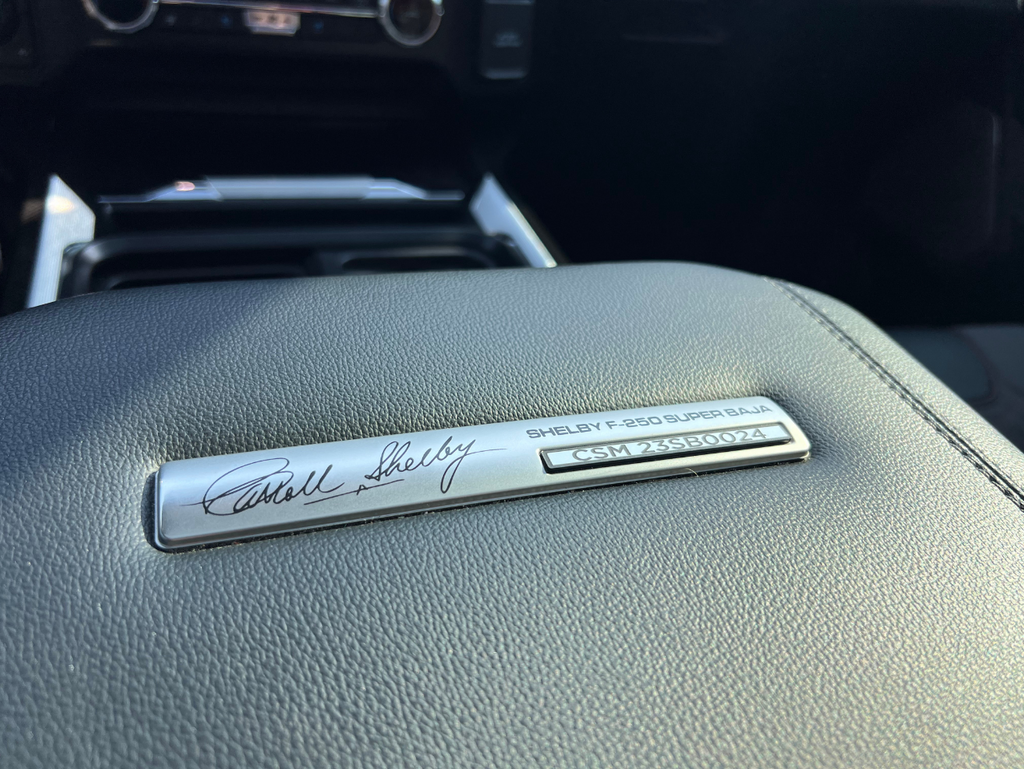 Carroll Shelby
SHELBY F-250 SUPER BAJA
CSM 23SB0024